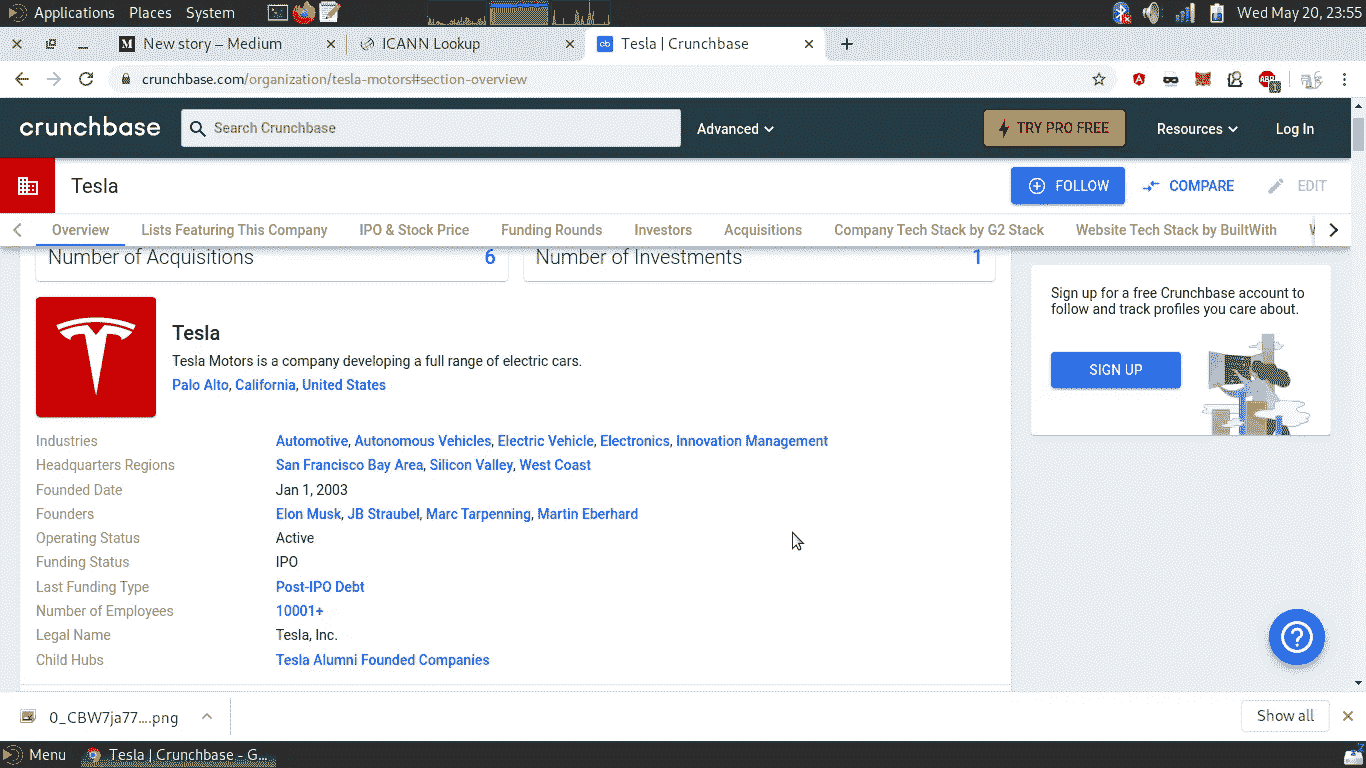 Applications Places System Wed May 20, 23:55
New story – Medium ICANN Lookup Tesla | Crunchbase
crunchbase.com/organization/tesla-motors#section-overview
crunchbase Search Crunchbase Advanced TRY PRO FREE Resources Log In
Tesla FOLLOW COMPARE EDIT
Overview Lists Featuring This Company IPO & Stock Price Funding Rounds Investors Acquisitions Company Tech Stack by G2 Stack Website Tech Stack by BuiltWith
Number of Acquisitions 6 Number of Investments 1
Sign up for a free Crunchbase account to
follow and track profiles you care about.
SIGN UP
Tesla
Tesla Motors is a company developing a full range of electric cars.
Palo Alto, California, United States
Industries Automotive, Autonomous Vehicles, Electric Vehicle, Electronics, Innovation Management
Headquarters Regions San Francisco Bay Area, Silicon Valley, West Coast
Founded Date Jan 1, 2003
Founders Elon Musk, JB Straubel, Marc Tarpenning, Martin Eberhard
Operating Status Active
Funding Status IPO
Last Funding Type Post-IPO Debt
Number of Employees 10001+
Legal Name Tesla, Inc.
Child Hubs Tesla Alumni Founded Companies
0_CBW7ja77....png Show all
Menu Tesla | Crunchbase - G...